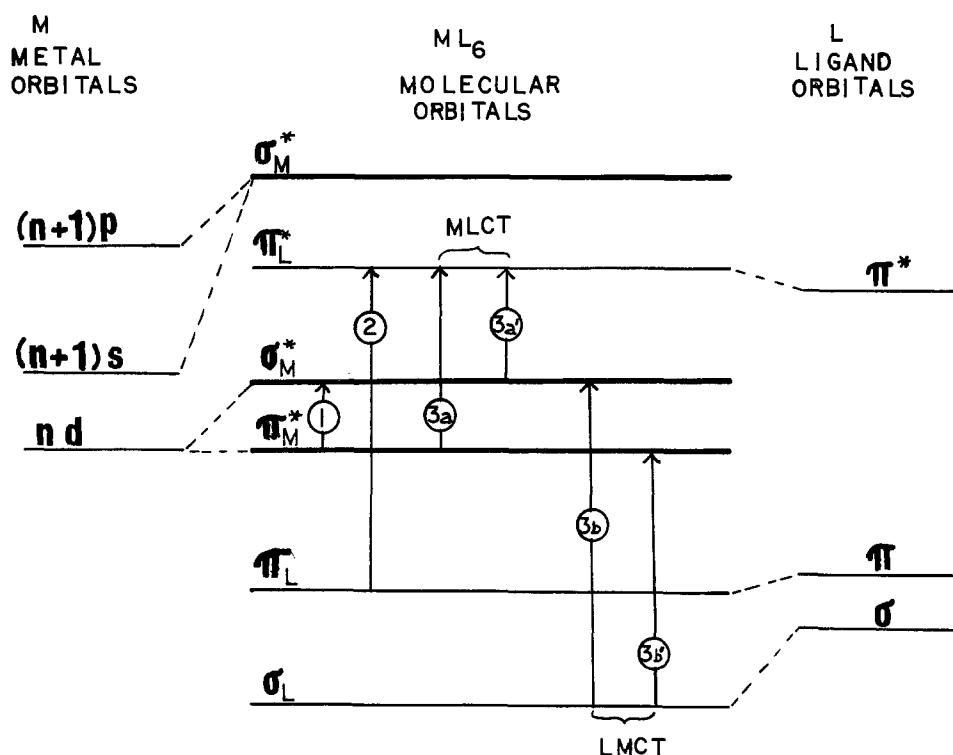 M
METAL
ORBITALS
ML₆
MOLECULAR
ORBITALS
L
LIGAND
ORBITALS
σ*M
(n+1)p
π*L
MLCT
π*
2
3a'
(n+1)s
σ*M
nd
π*M
1
3a
3b
πL
π
σ
3b'
σL
LMCT